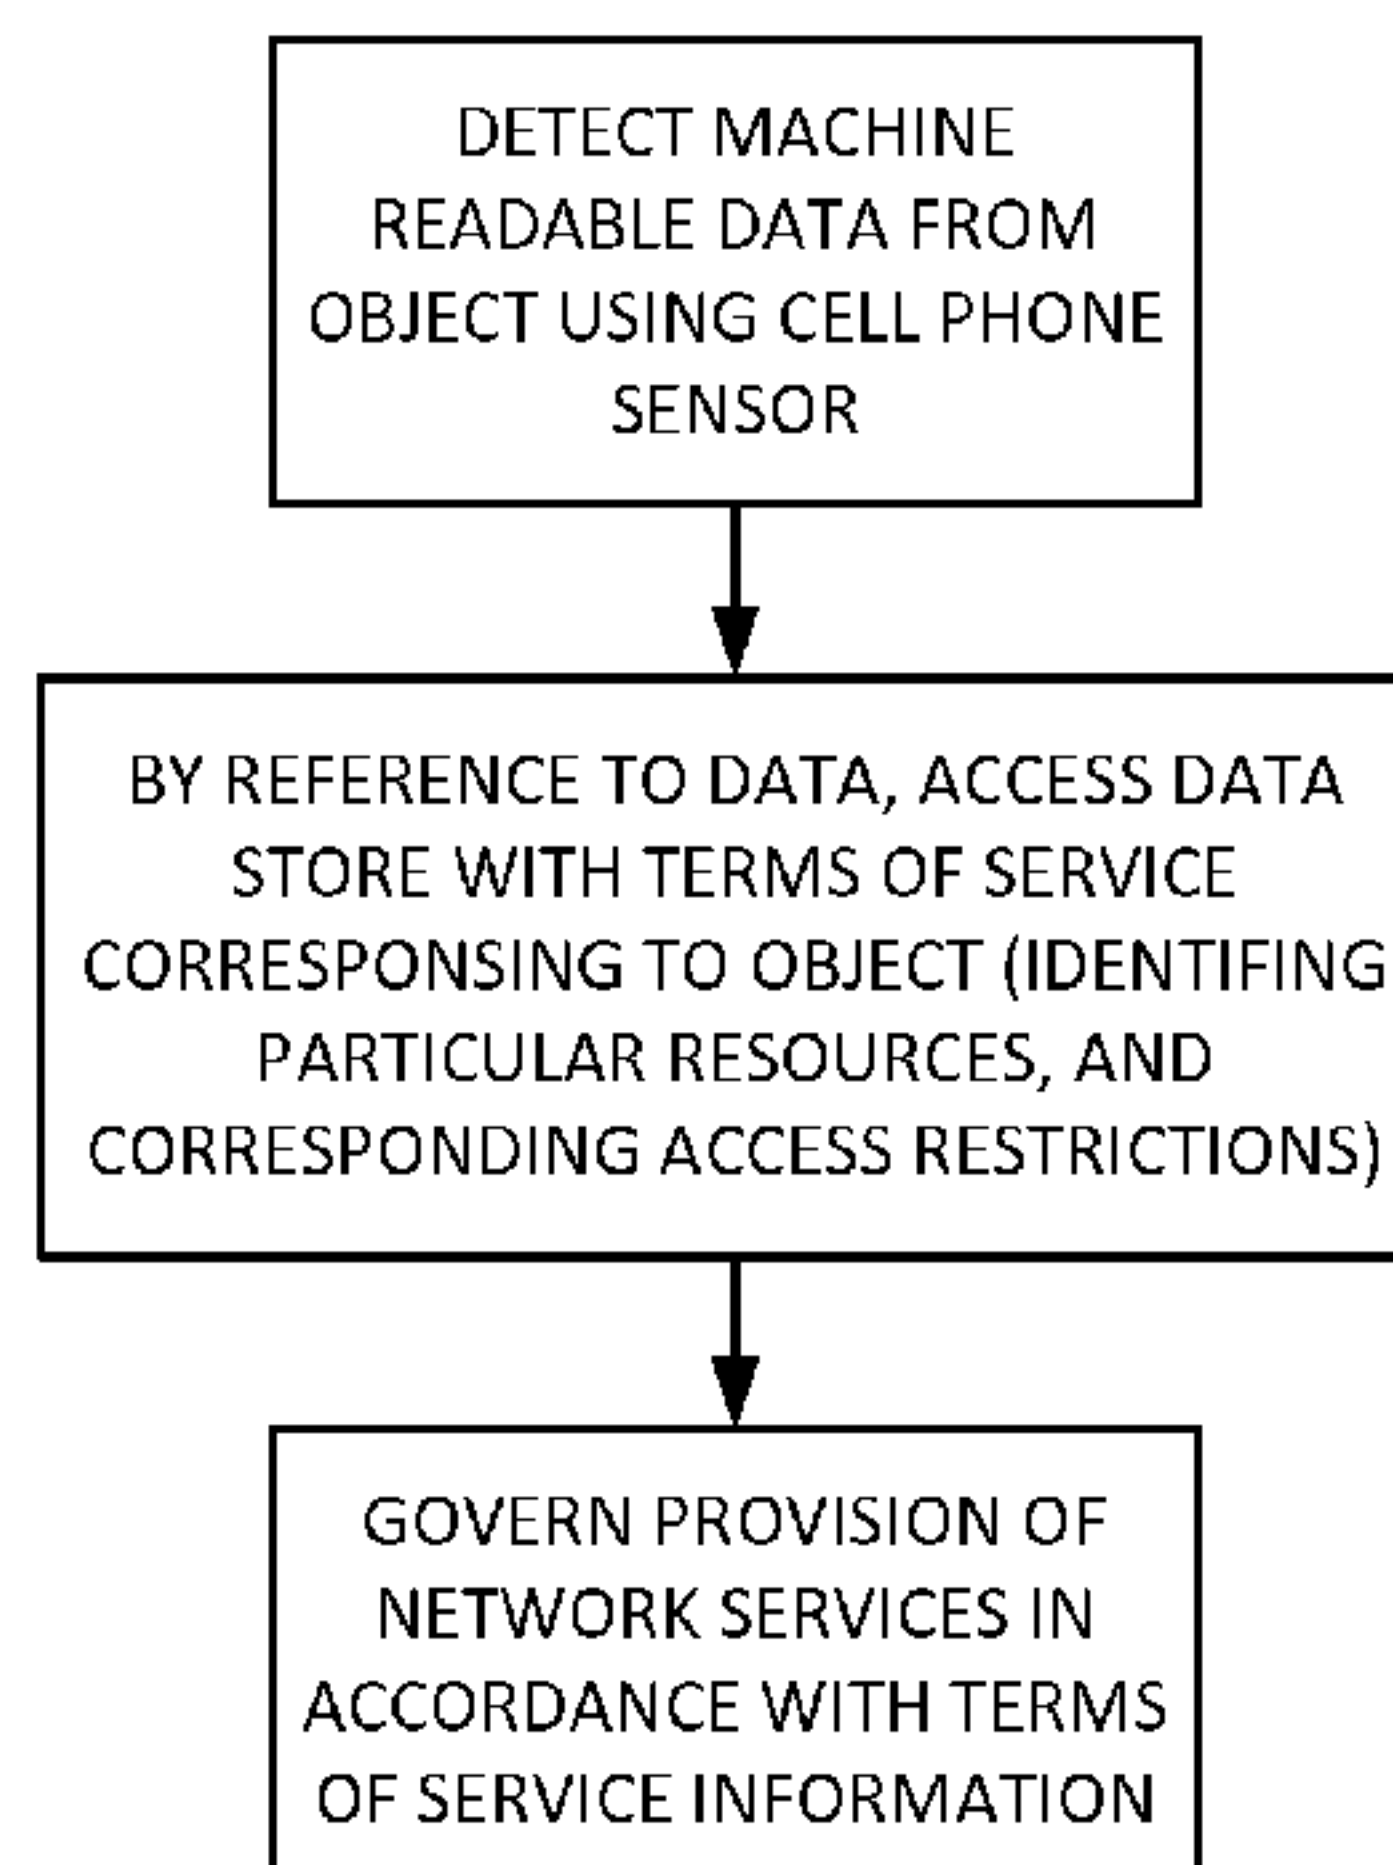 DETECT MACHINE
READABLE DATA FROM
OBJECT USING CELL PHONE
SENSOR
BY REFERENCE TO DATA, ACCESS DATA
STORE WITH TERMS OF SERVICE
CORRESPONSING TO OBJECT (IDENTIFING
PARTICULAR RESOURCES, AND
CORRESPONDING ACCESS RESTRICTIONS)
GOVERN PROVISION OF
NETWORK SERVICES IN
ACCORDANCE WITH TERMS
OF SERVICE INFORMATION